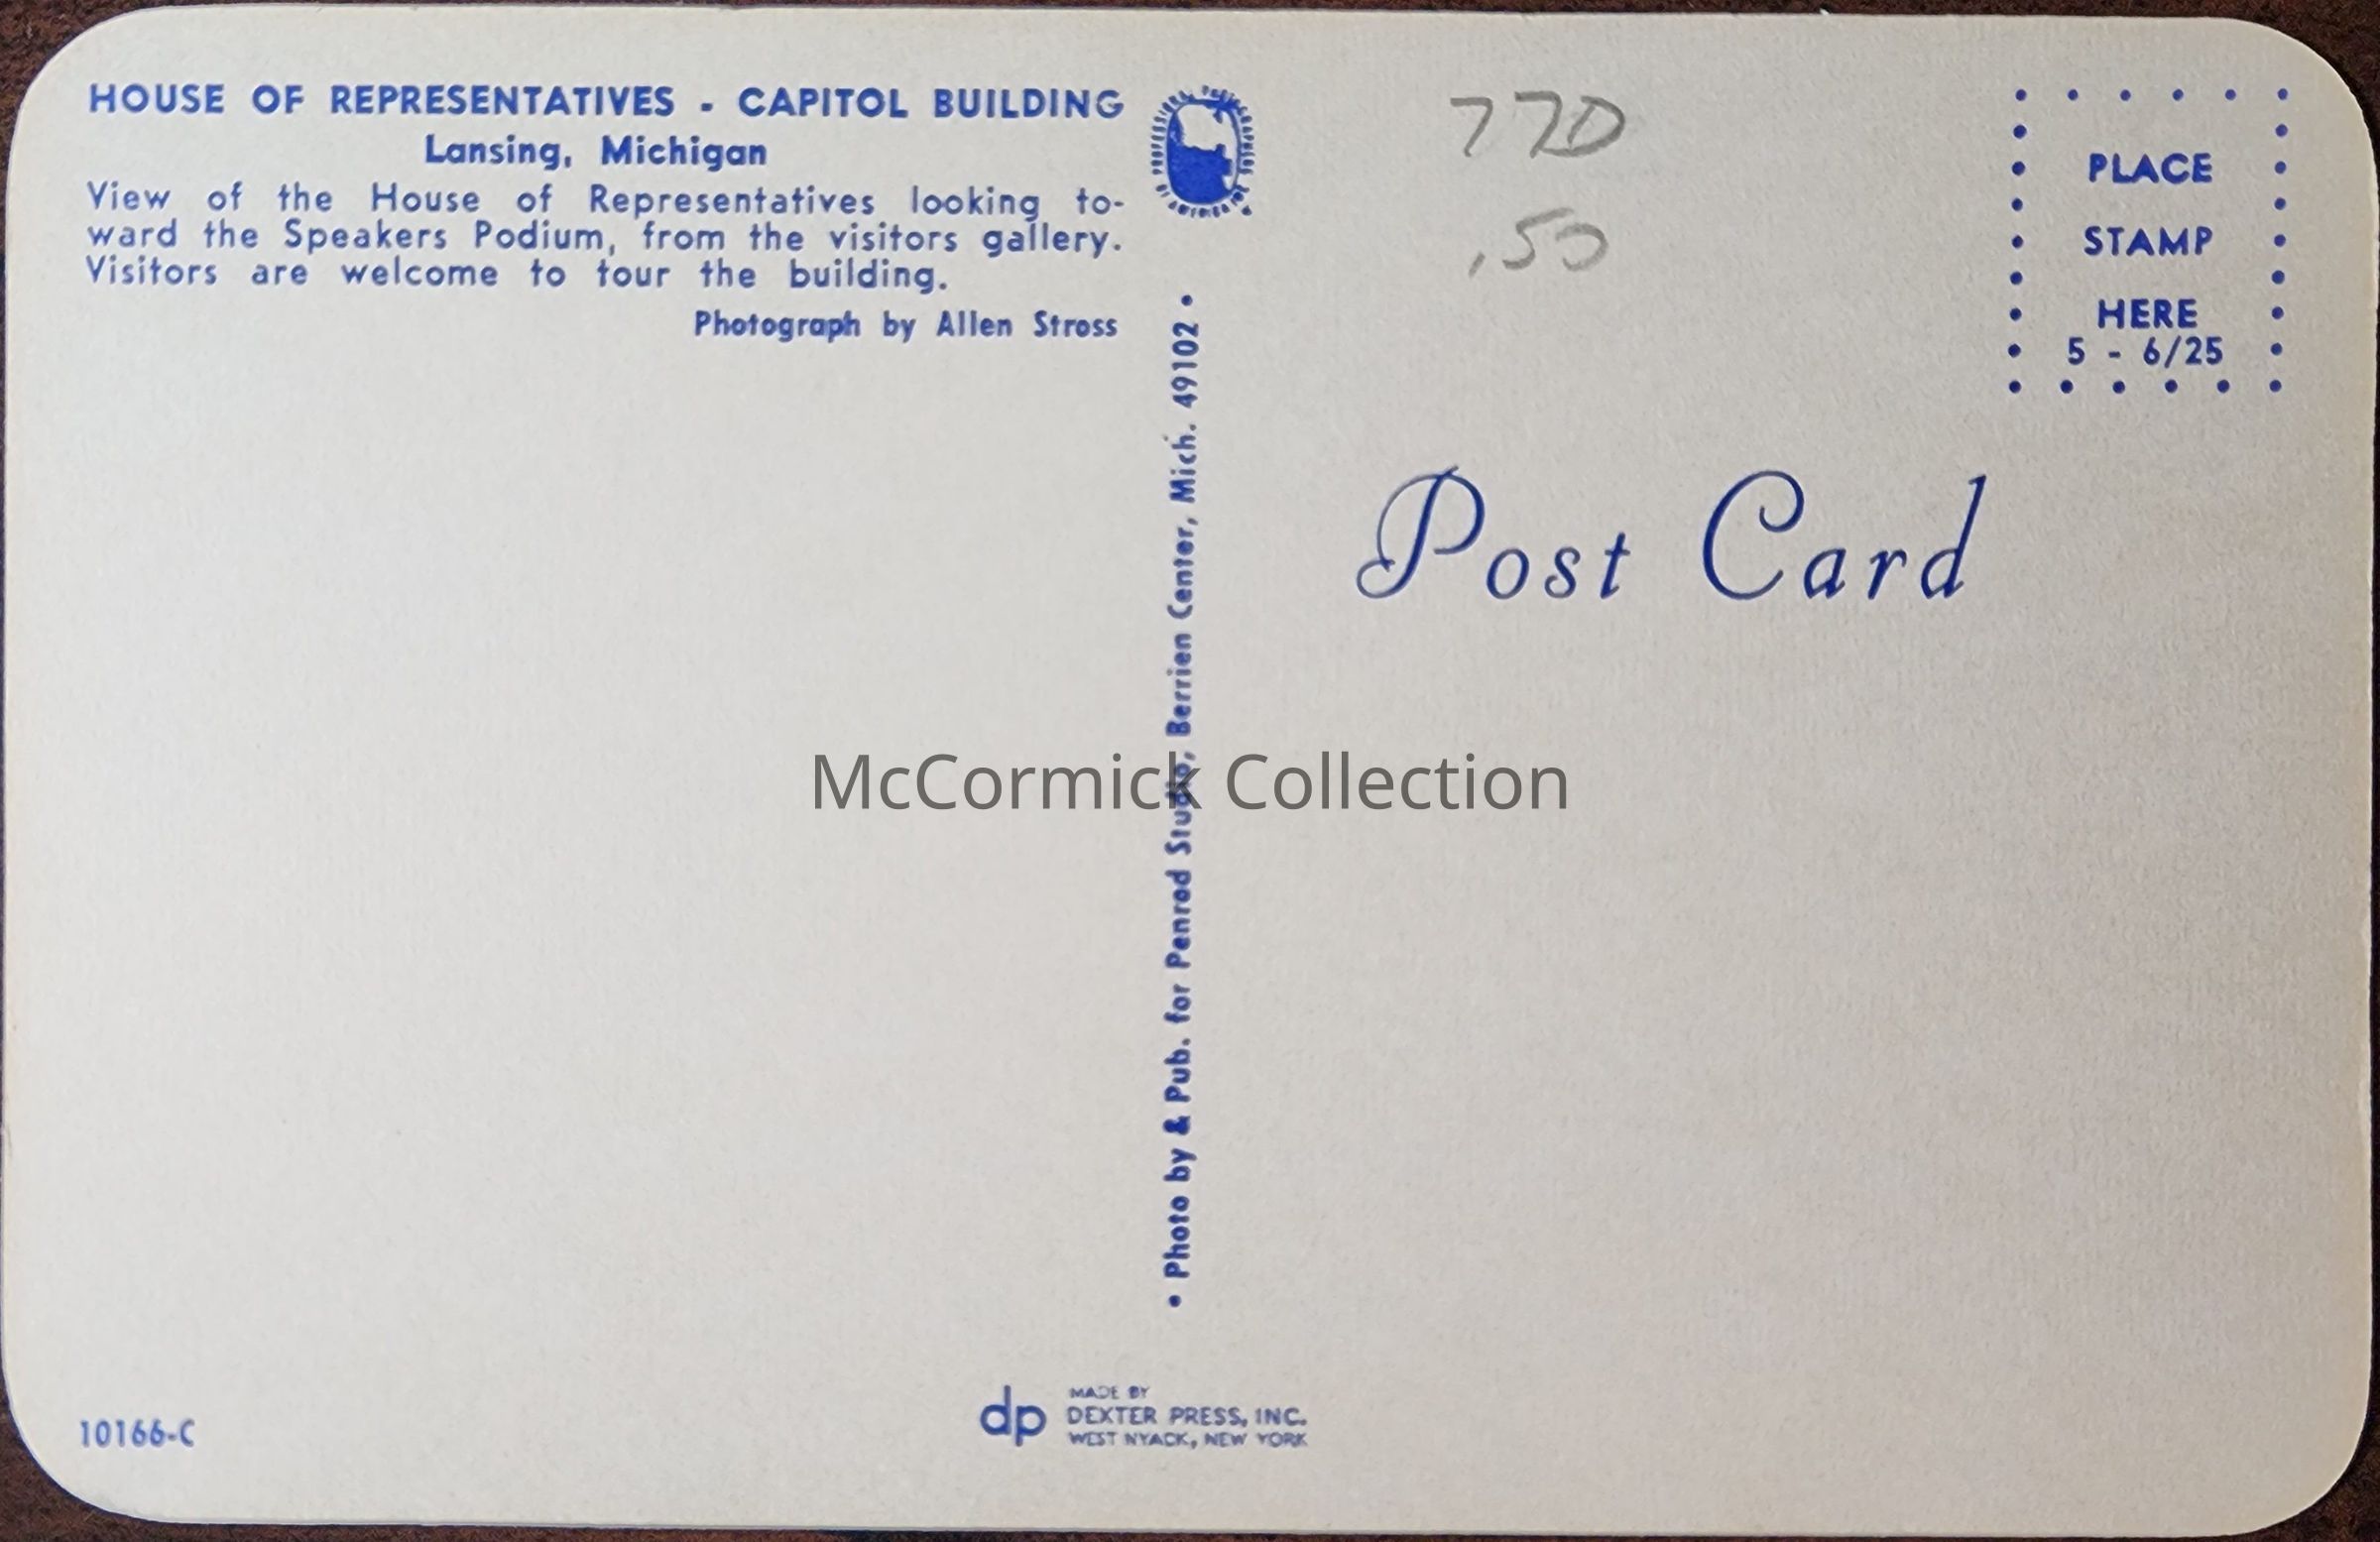 HOUSE OF REPRESENTATIVES - CAPITOL BUILDING
Lansing, Michigan
View of the House of Representatives looking to-
ward the Speakers Podium, from the visitors gallery.
Visitors are welcome to tour the building.
Photograph by Allen Stross
• Photo by & Pub. for Penrod Studio, Berrien Center, Mich. 49102 •
770
.50
PLACE
STAMP
HERE
5 - 6/25
Post Card
McCormick Collection
10166-C
dp
MADE BY
DEXTER PRESS, INC.
WEST NYACK, NEW YORK